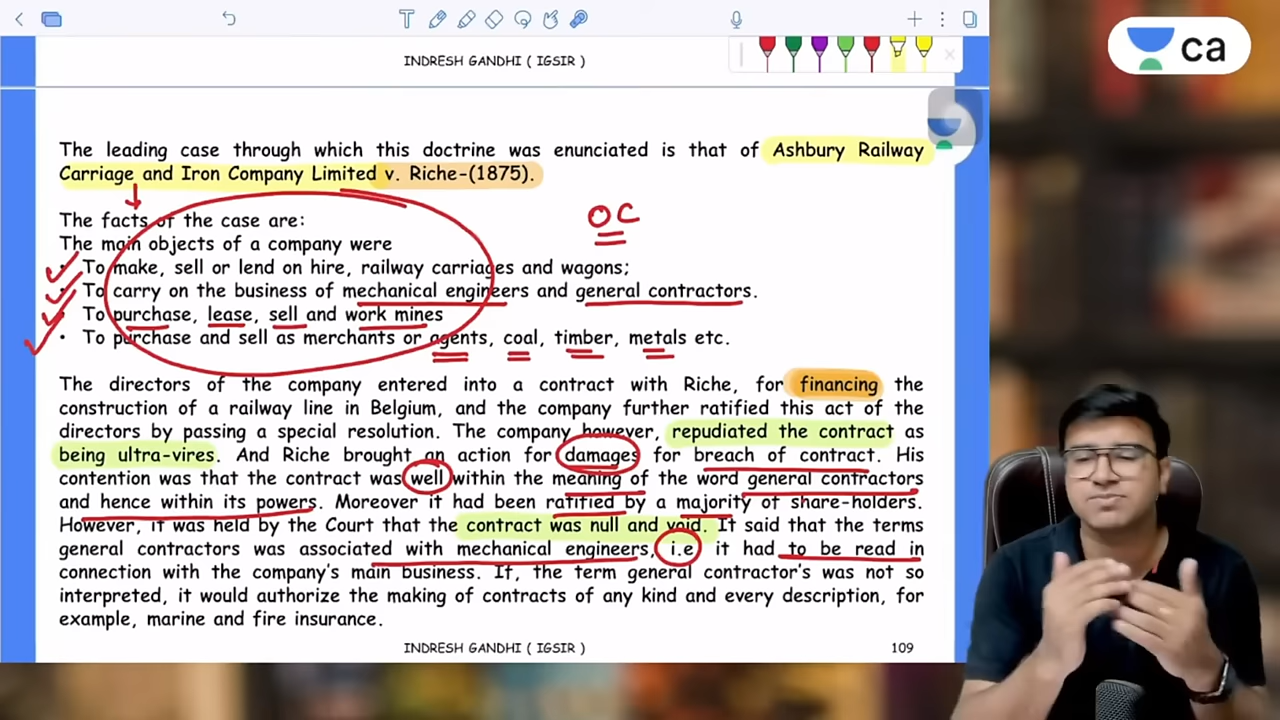 ca
INDRESH GANDHI ( IGSIR )
The leading case through which this doctrine was enunciated is that of Ashbury Railway
Carriage and Iron Company Limited v. Riche-(1875).
OC
The facts of the case are:
The main objects of a company were
• To make, sell or lend on hire, railway carriages and wagons;
• To carry on the business of mechanical engineers and general contractors.
• To purchase, lease, sell and work mines
• To purchase and sell as merchants or agents, coal, timber, metals etc.
The directors of the company entered into a contract with Riche, for financing the
construction of a railway line in Belgium, and the company further ratified this act of the
directors by passing a special resolution. The company however, repudiated the contract as
being ultra-vires. And Riche brought an action for damages for breach of contract. His
contention was that the contract was well within the meaning of the word general contractors
and hence within its powers. Moreover it had been ratified by a majority of share-holders.
However, it was held by the Court that the contract was null and void. It said that the terms
general contractors was associated with mechanical engineers, i.e it had to be read in
connection with the company's main business. If, the term general contractor's was not so
interpreted, it would authorize the making of contracts of any kind and every description, for
example, marine and fire insurance.
INDRESH GANDHI ( IGSIR )
109